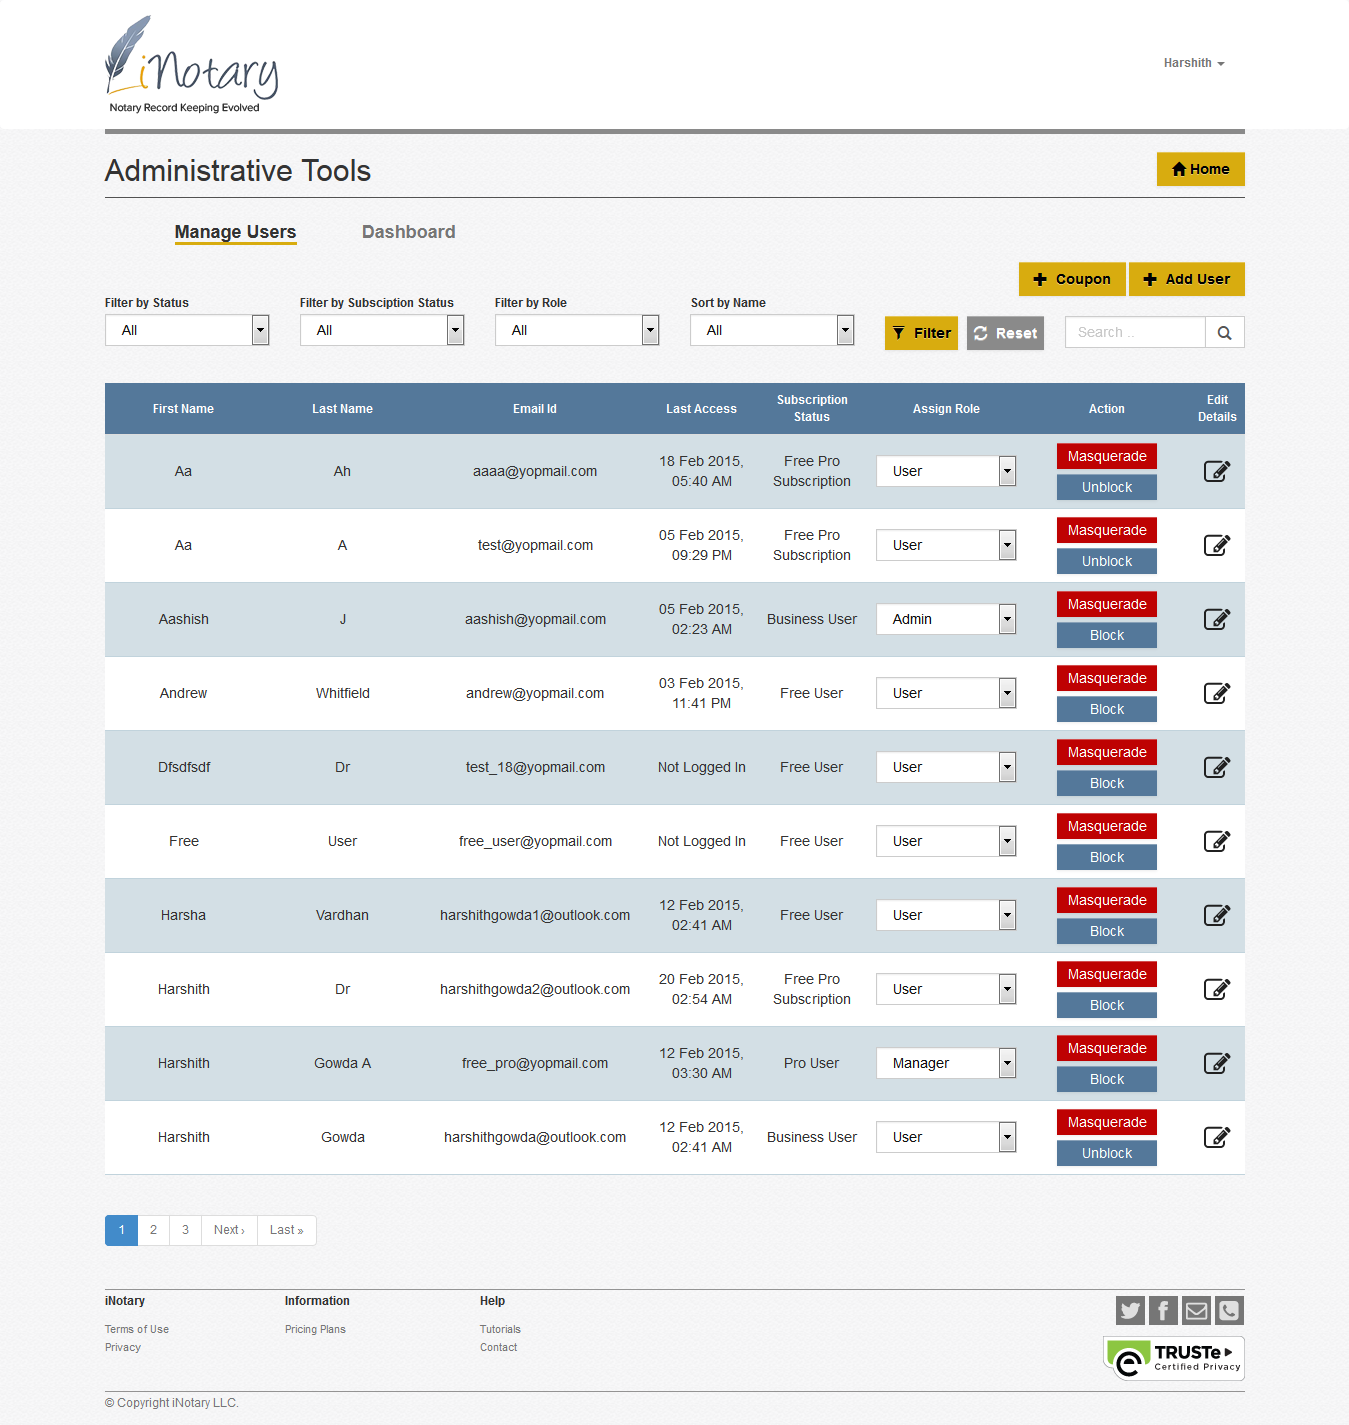 iNotary
Notary Record Keeping Evolved
Harshith
Administrative Tools
Home
Manage Users
Dashboard
Coupon
Add User
Filter by Status
Filter by Subsciption Status
Filter by Role
Sort by Name
All
All
All
All
Filter
Reset
Search ..
First Name Last Name Email Id Last Access Subscription Status Assign Role Action Edit Details
Aa Ah aaaa@yopmail.com 18 Feb 2015, 05:40 AM Free Pro Subscription User Masquerade Unblock
Aa A test@yopmail.com 05 Feb 2015, 09:29 PM Free Pro Subscription User Masquerade Unblock
Aashish J aashish@yopmail.com 05 Feb 2015, 02:23 AM Business User Admin Masquerade Block
Andrew Whitfield andrew@yopmail.com 03 Feb 2015, 11:41 PM Free User User Masquerade Block
Dfsdfsdf Dr test_18@yopmail.com Not Logged In Free User User Masquerade Block
Free User free_user@yopmail.com Not Logged In Free User User Masquerade Block
Harsha Vardhan harshithgowda1@outlook.com 12 Feb 2015, 02:41 AM Free User User Masquerade Block
Harshith Dr harshithgowda2@outlook.com 20 Feb 2015, 02:54 AM Free Pro Subscription User Masquerade Block
Harshith Gowda A free_pro@yopmail.com 12 Feb 2015, 03:30 AM Pro User Manager Masquerade Block
Harshith Gowda harshithgowda@outlook.com 12 Feb 2015, 02:41 AM Business User User Masquerade Unblock
1 2 3 Next › Last »
iNotary
Terms of Use
Privacy
Information
Pricing Plans
Help
Tutorials
Contact
TRUSTe
Certified Privacy
© Copyright iNotary LLC.